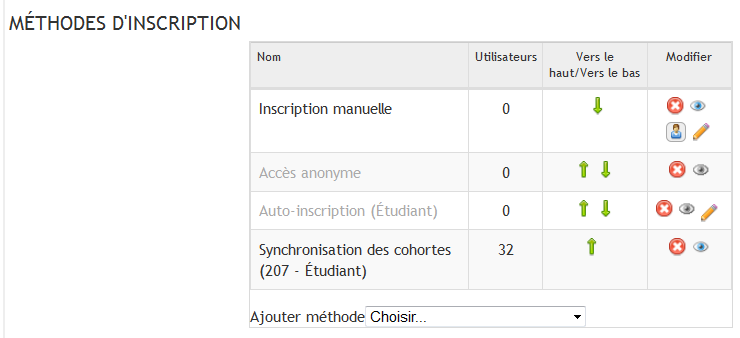 MÉTHODES D'INSCRIPTION
Nom Utilisateurs Vers le haut/Vers le bas Modifier
Inscription manuelle 0
Accès anonyme 0
Auto-inscription (Étudiant) 0
Synchronisation des cohortes 32
(207 - Étudiant)
Ajouter méthode Choisir...